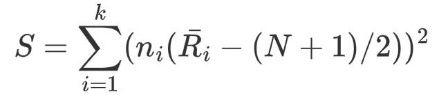 S = \sum_{i=1}^{k} (n_i(\bar{R}_i - (N + 1)/2))^2